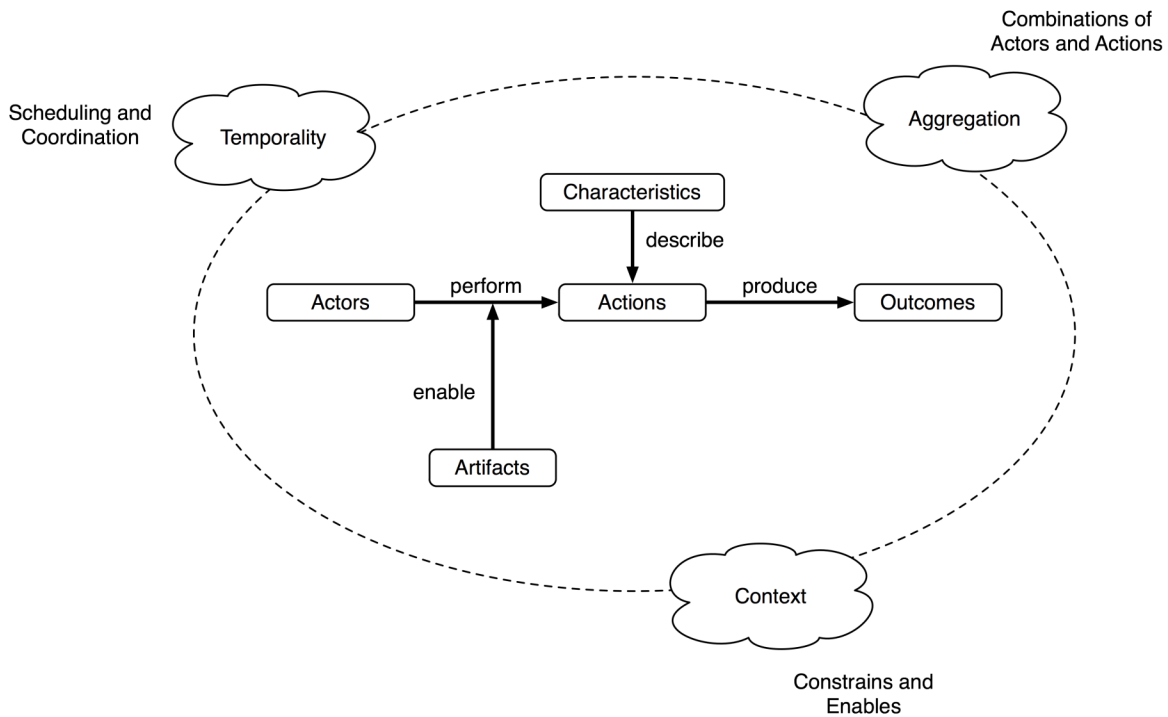 Combinations of
Actors and Actions
Scheduling and
Coordination
Temporality
Aggregation
Characteristics
describe
Actors
perform
Actions
produce
Outcomes
enable
Artifacts
Context
Constrains and
Enables